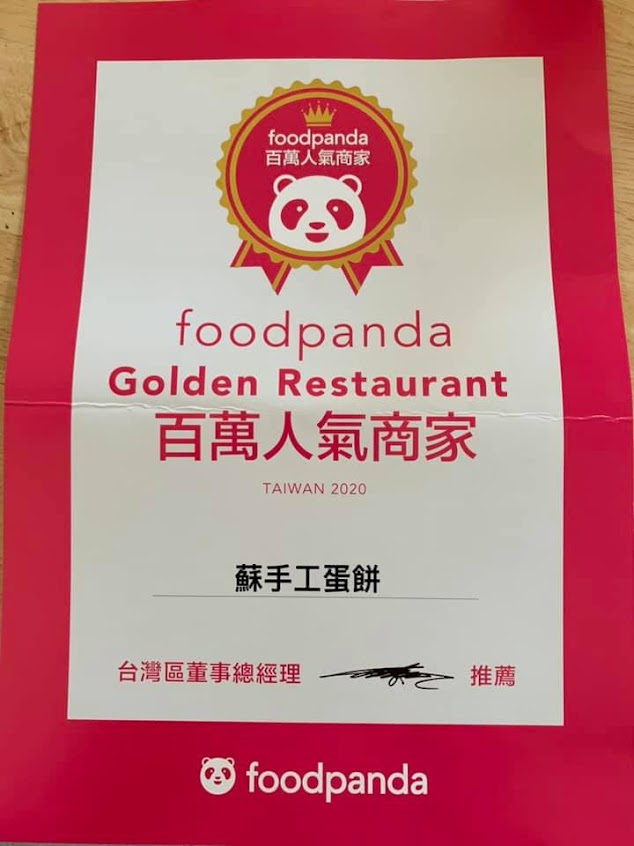 foodpanda
百萬人氣商家
foodpanda
Golden Restaurant
百萬人氣商家
TAIWAN 2020
蘇手工蛋餅
台灣區董事總經理 推薦
foodpanda